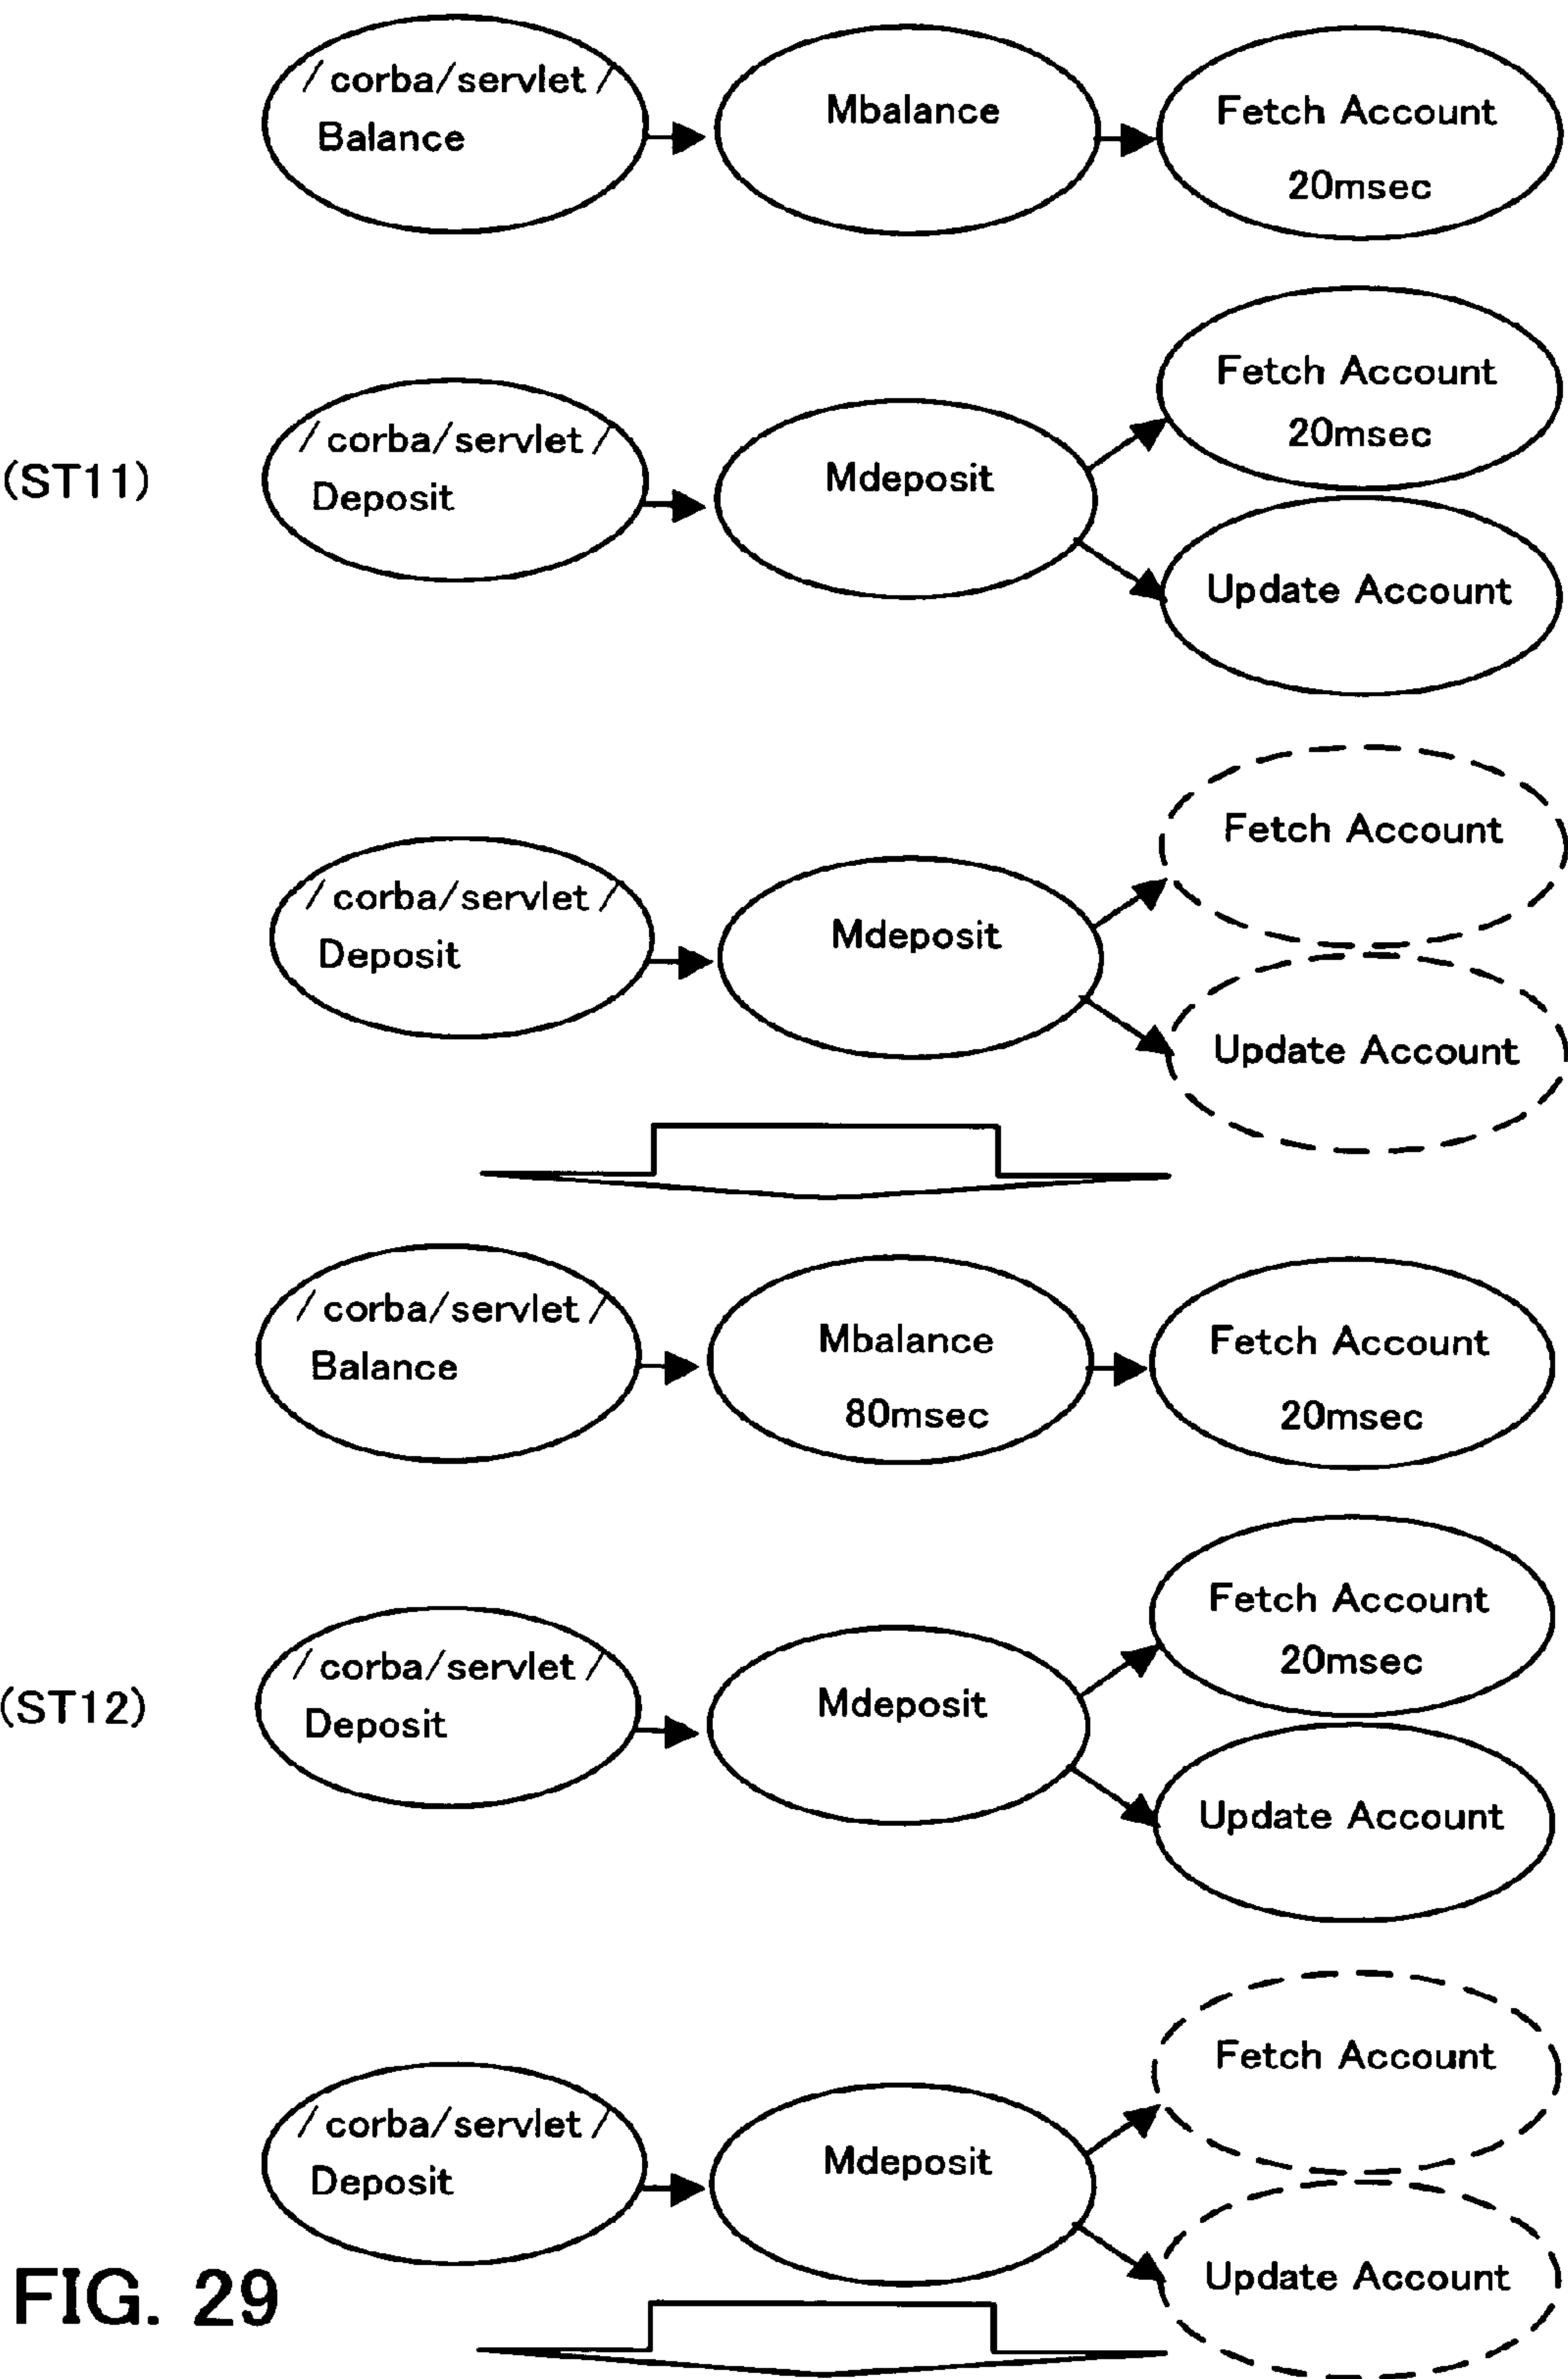 /corba/servlet/
Balance
Mbalance
Fetch Account
20msec
(ST11)
/corba/servlet/
Deposit
Mdeposit
Fetch Account
20msec
Update Account
/corba/servlet/
Deposit
Mdeposit
Fetch Account
Update Account
/corba/servlet/
Balance
Mbalance
80msec
Fetch Account
20msec
(ST12)
/corba/servlet/
Deposit
Mdeposit
Fetch Account
20msec
Update Account
/corba/servlet/
Deposit
Mdeposit
Fetch Account
Update Account
FIG. 29